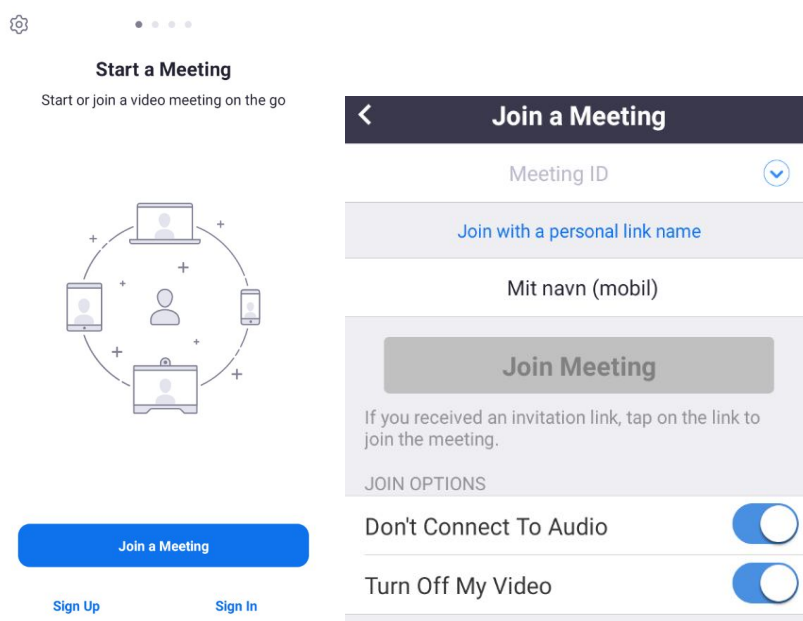 Start a Meeting
Start or join a video meeting on the go
Join a Meeting
Sign Up
Sign In
Join a Meeting
Meeting ID
Join with a personal link name
Mit navn (mobil)
Join Meeting
If you received an invitation link, tap on the link to
join the meeting.
JOIN OPTIONS
Don't Connect To Audio
Turn Off My Video